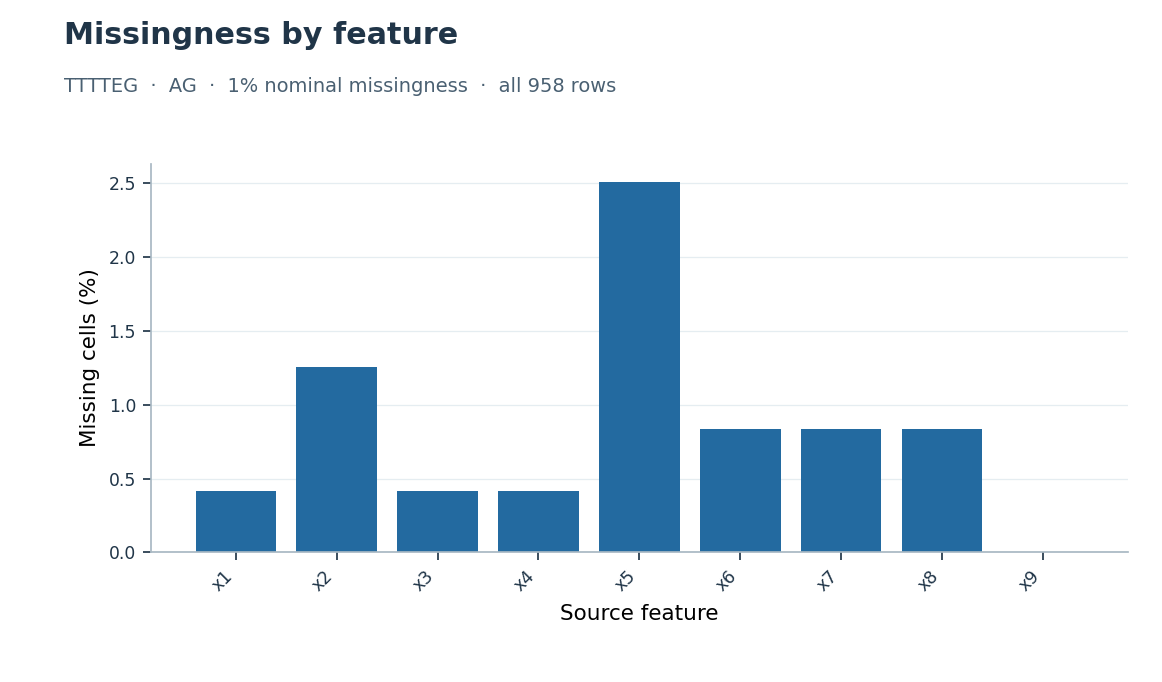 Missingness by feature
TTTTEG · AG · 1% nominal missingness · all 958 rows
Missing cells (%)
2.5
2.0
1.5
1.0
0.5
0.0
x1 x2 x3 x4 x5 x6 x7 x8 x9
Source feature